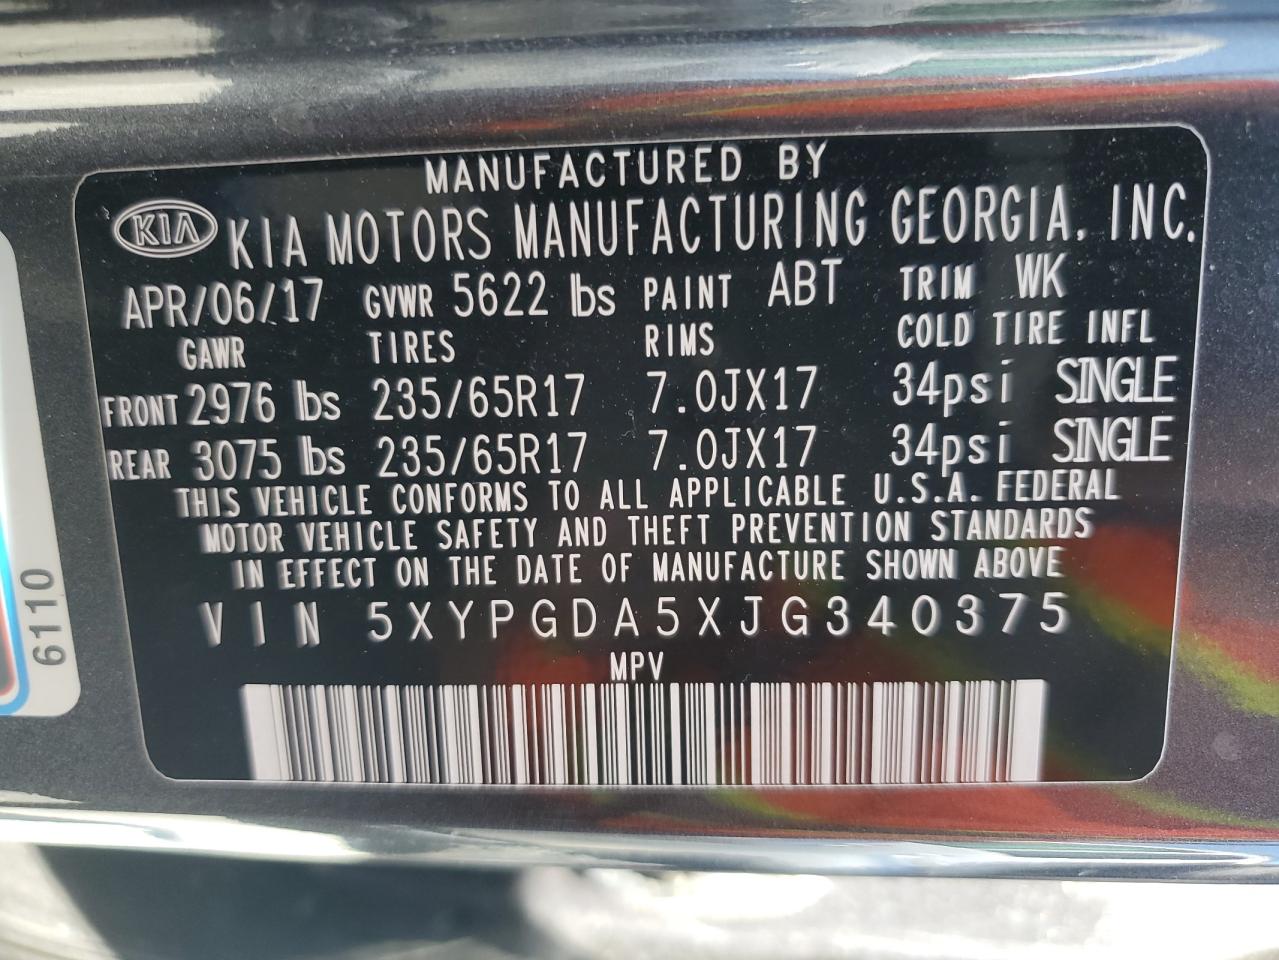 MANUFACTURED BY
KIA KIA MOTORS MANUFACTURING GEORGIA, INC.
APR/06/17 GVWR 5622 lbs PAINT ABT TRIM WK
GAWR TIRES RIMS COLD TIRE INFL
FRONT 2976 lbs 235/65R17 7.0JX17 34psi SINGLE
REAR 3075 lbs 235/65R17 7.0JX17 34psi SINGLE
THIS VEHICLE CONFORMS TO ALL APPLICABLE U.S.A. FEDERAL
MOTOR VEHICLE SAFETY AND THEFT PREVENTION STANDARDS
IN EFFECT ON THE DATE OF MANUFACTURE SHOWN ABOVE
VIN 5XYPGDA5XJG340375
MPV
6110